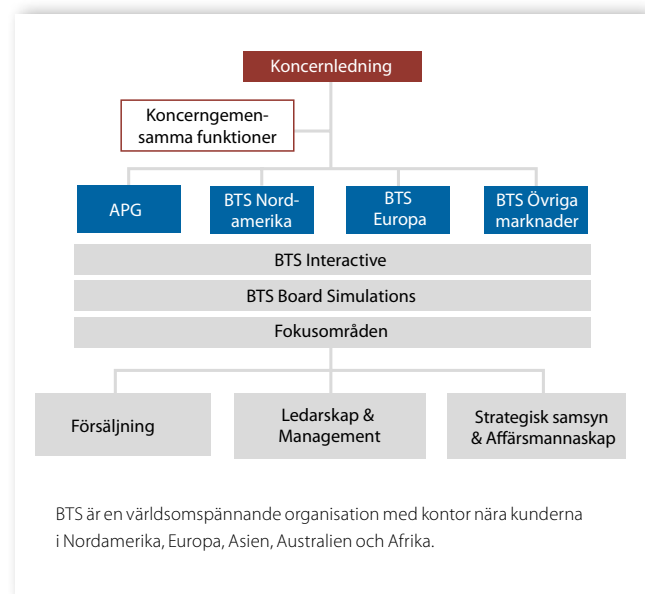 Koncernledning
Koncerngemen-
samma funktioner
APG
BTS Nord-
amerika
BTS
Europa
BTS Övriga
marknader
BTS Interactive
BTS Board Simulations
Fokusområden
Försäljning
Ledarskap &
Management
Strategisk samsyn
& Affärsmannaskap
BTS är en världsomspännande organisation med kontor nära kunderna
i Nordamerika, Europa, Asien, Australien och Afrika.